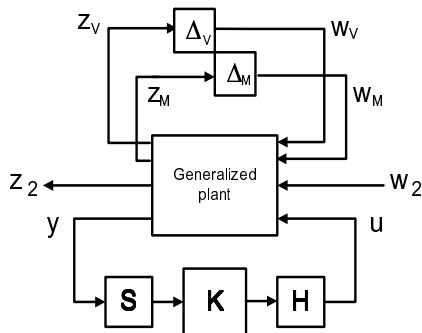 z_V
Δ_V
w_V
z_M
Δ_M
w_M
Generalized
plant
z_2
w_2
y
u
S
K
H